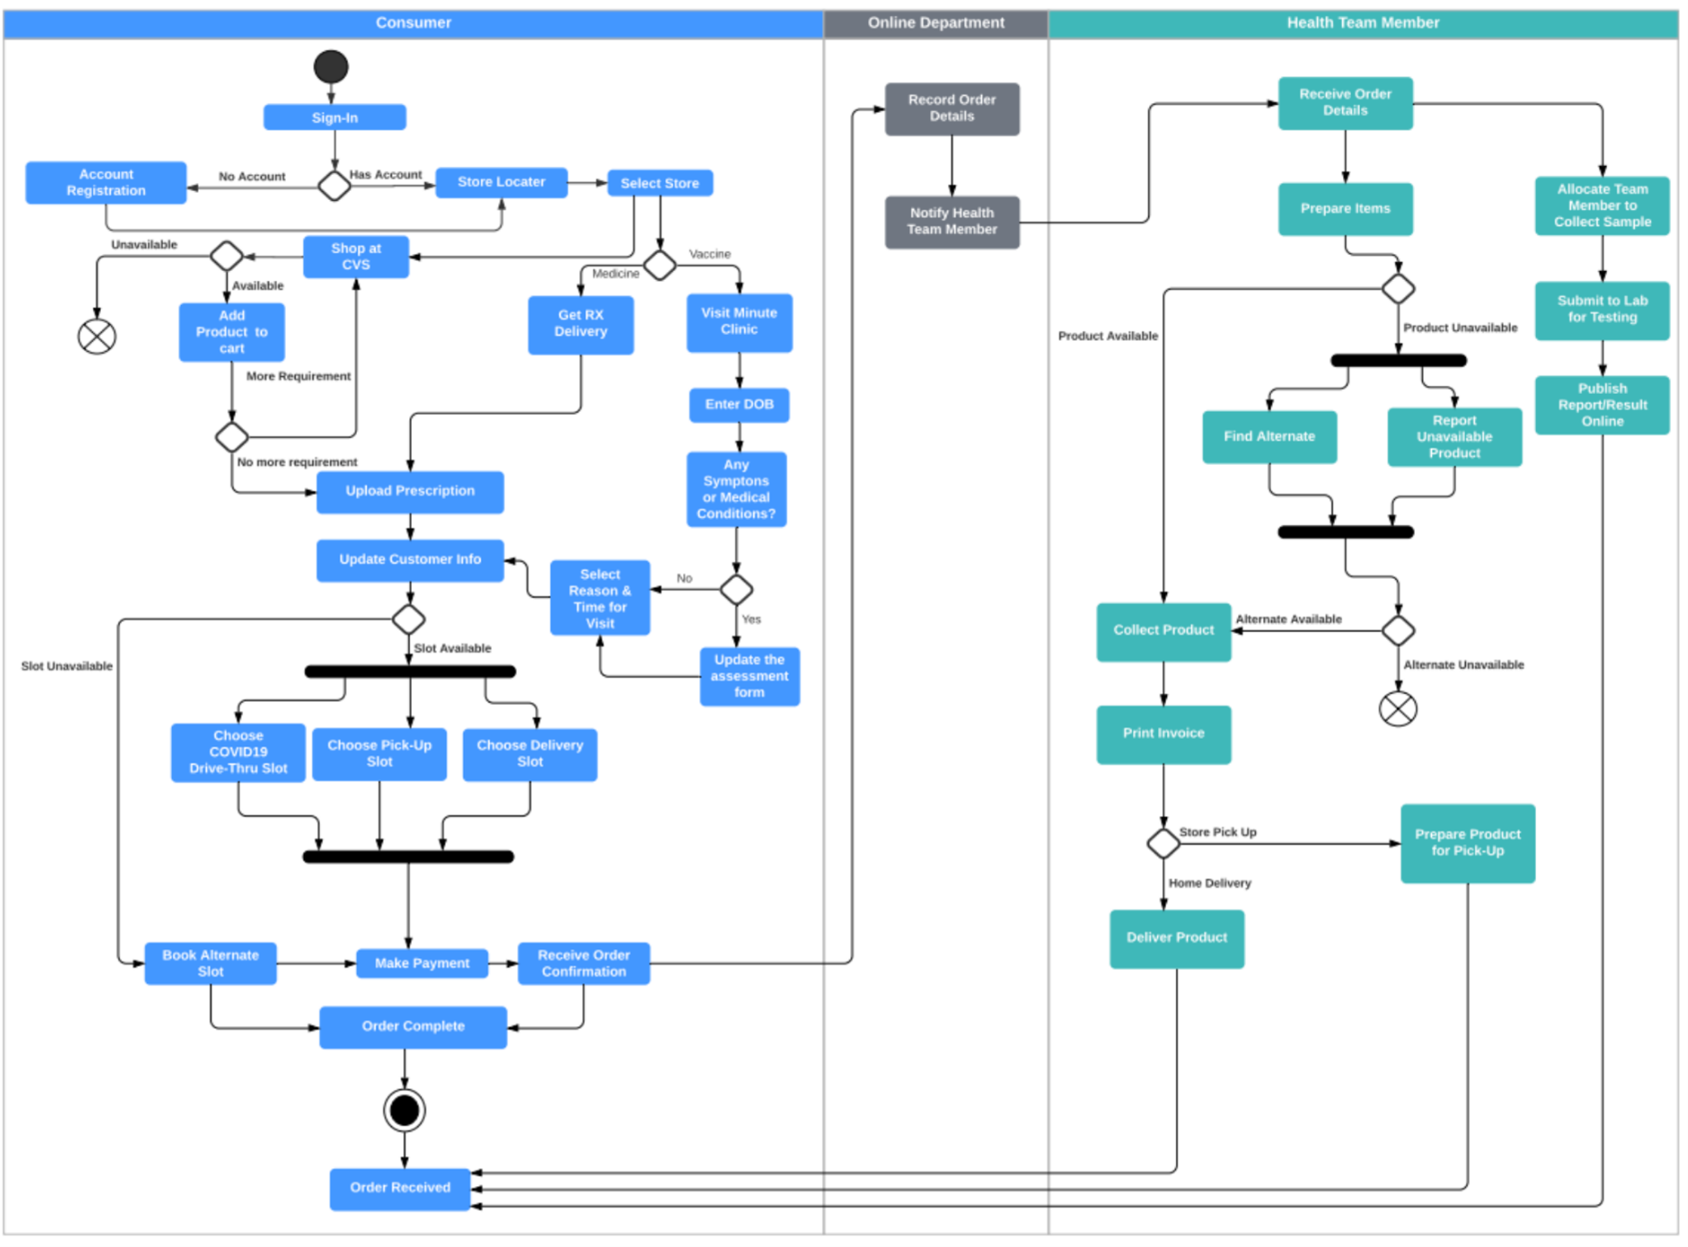 Consumer
Online Department
Health Team Member
Sign-In
No Account
Has Account
Account
Registration
Store Locater
Select Store
Unavailable
Shop at
CVS
Available
Medicine
Vaccine
Add
Product to
cart
Get RX
Delivery
Visit Minute
Clinic
More Requirement
Enter DOB
No more requirement
Any
Symptons
or Medical
Conditions?
Upload Prescription
Update Customer Info
Select
Reason &
Time for
Visit
No
Yes
Update the
assessment
form
Slot Unavailable
Slot Available
Choose
COVID19
Drive-Thru Slot
Choose Pick-Up
Slot
Choose Delivery
Slot
Book Alternate
Slot
Make Payment
Receive Order
Confirmation
Order Complete
Order Received
Record Order
Details
Notify Health
Team Member
Receive Order
Details
Prepare Items
Allocate Team
Member to
Collect Sample
Submit to Lab
for Testing
Publish
Report/Result
Online
Product Available
Product Unavailable
Find Alternate
Report
Unavailable
Product
Collect Product
Alternate Available
Alternate Unavailable
Print Invoice
Store Pick Up
Prepare Product
for Pick-Up
Home Delivery
Deliver Product